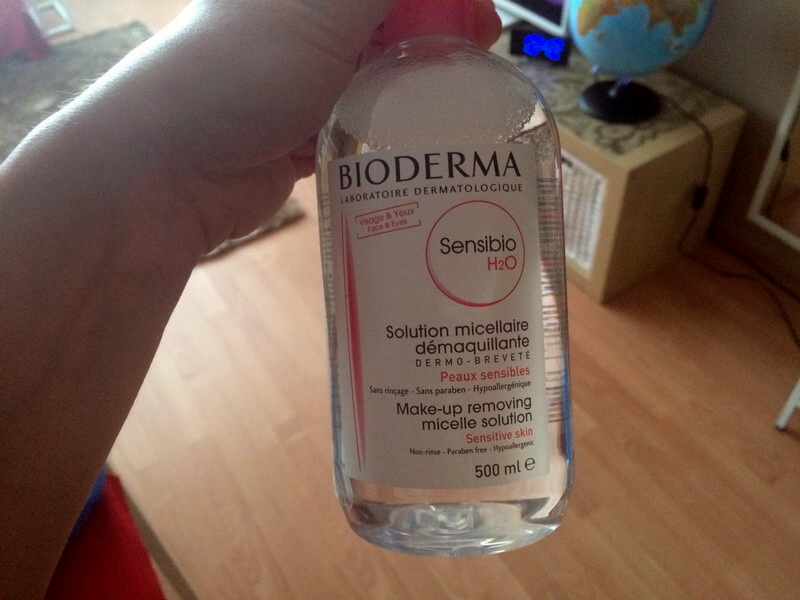 BIODERMA
LABORATOIRE DERMATOLOGIQUE
Visage & Yeux
Face & Eyes
Sensibio
H2O
Solution micellaire
démaquillante
DERMO-BREVETÉ
Peaux sensibles
Sans rinçage - Sans paraben - Hypoallergénique
Make-up removing
micelle solution
Sensitive skin
Non-rinse - Paraben free - Hypoallergenic
500 ml e